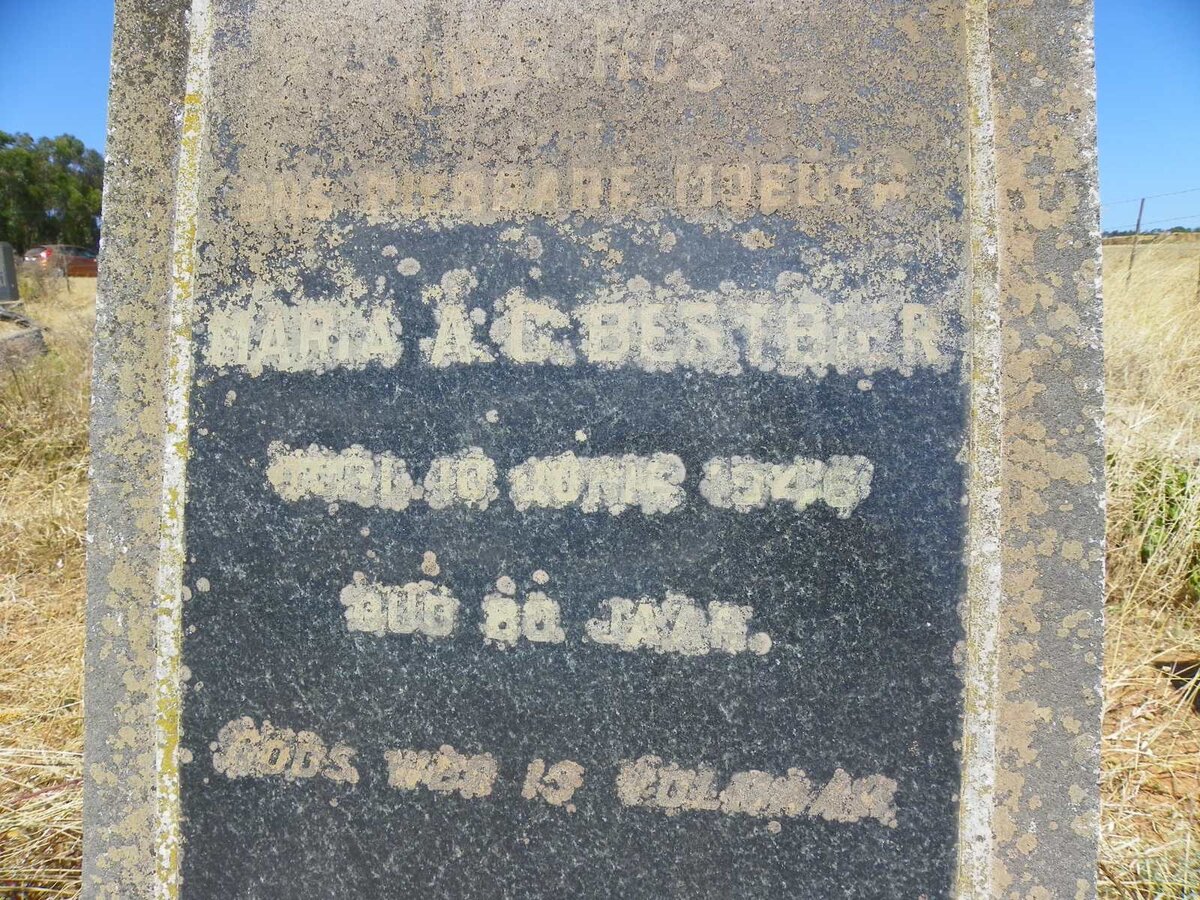 HIER RUS
ONS DIERBARE MOEDER
MARIA A. C. BESTBIER
OORL. 10 JUNIE 1946
OUD 80 JAAR.
GODS WEG IS VOLMAAK